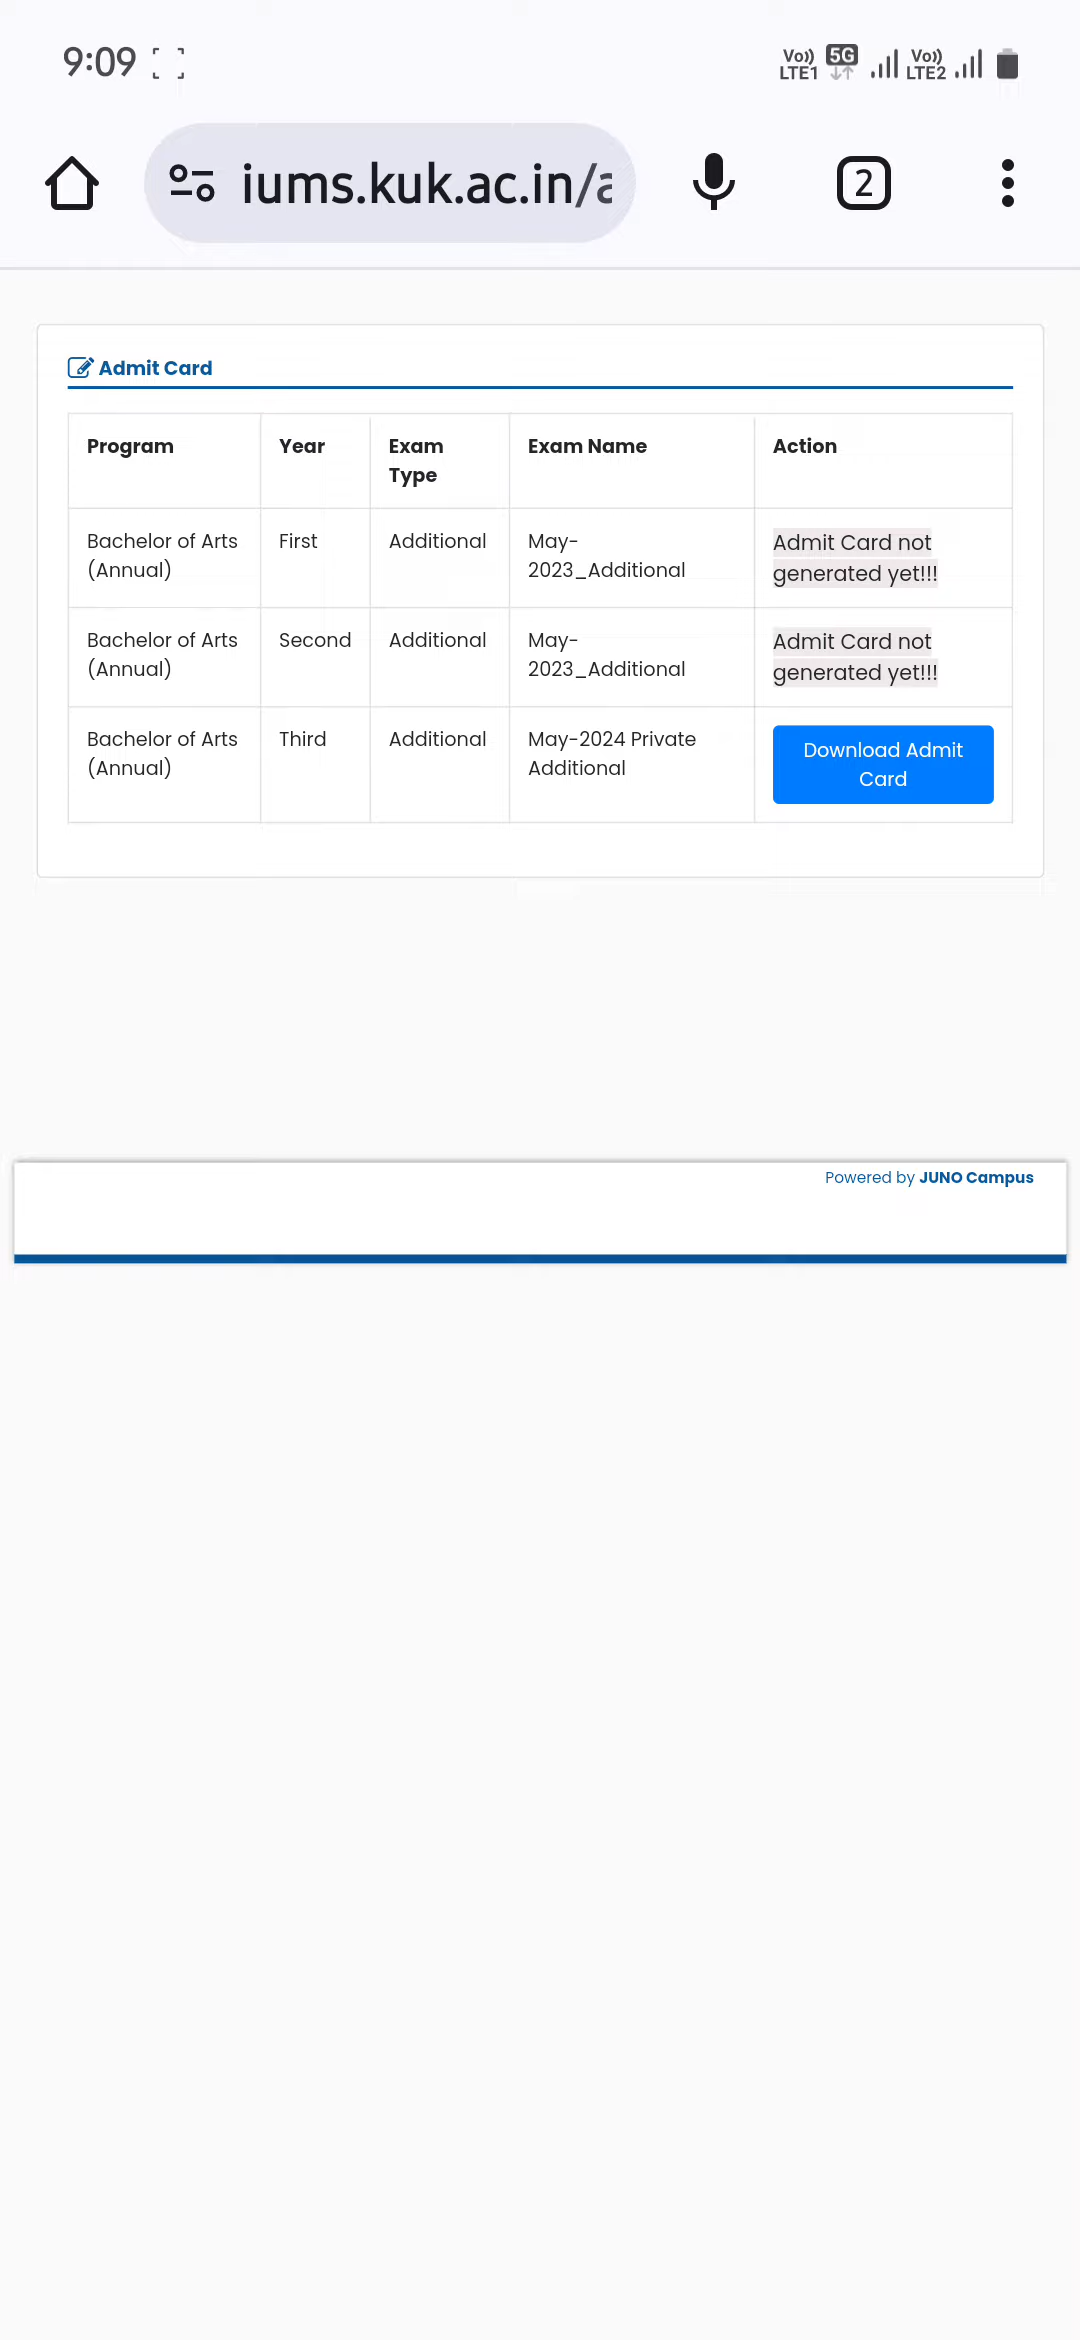 9:09
Vo)) LTE1 5G Vo)) LTE2
iums.kuk.ac.in/a
2
Admit Card
Program Year Exam Type Exam Name Action
Bachelor of Arts (Annual) First Additional May-2023_Additional Admit Card not generated yet!!!
Bachelor of Arts (Annual) Second Additional May-2023_Additional Admit Card not generated yet!!!
Bachelor of Arts (Annual) Third Additional May-2024 Private Additional Download Admit Card
Powered by JUNO Campus